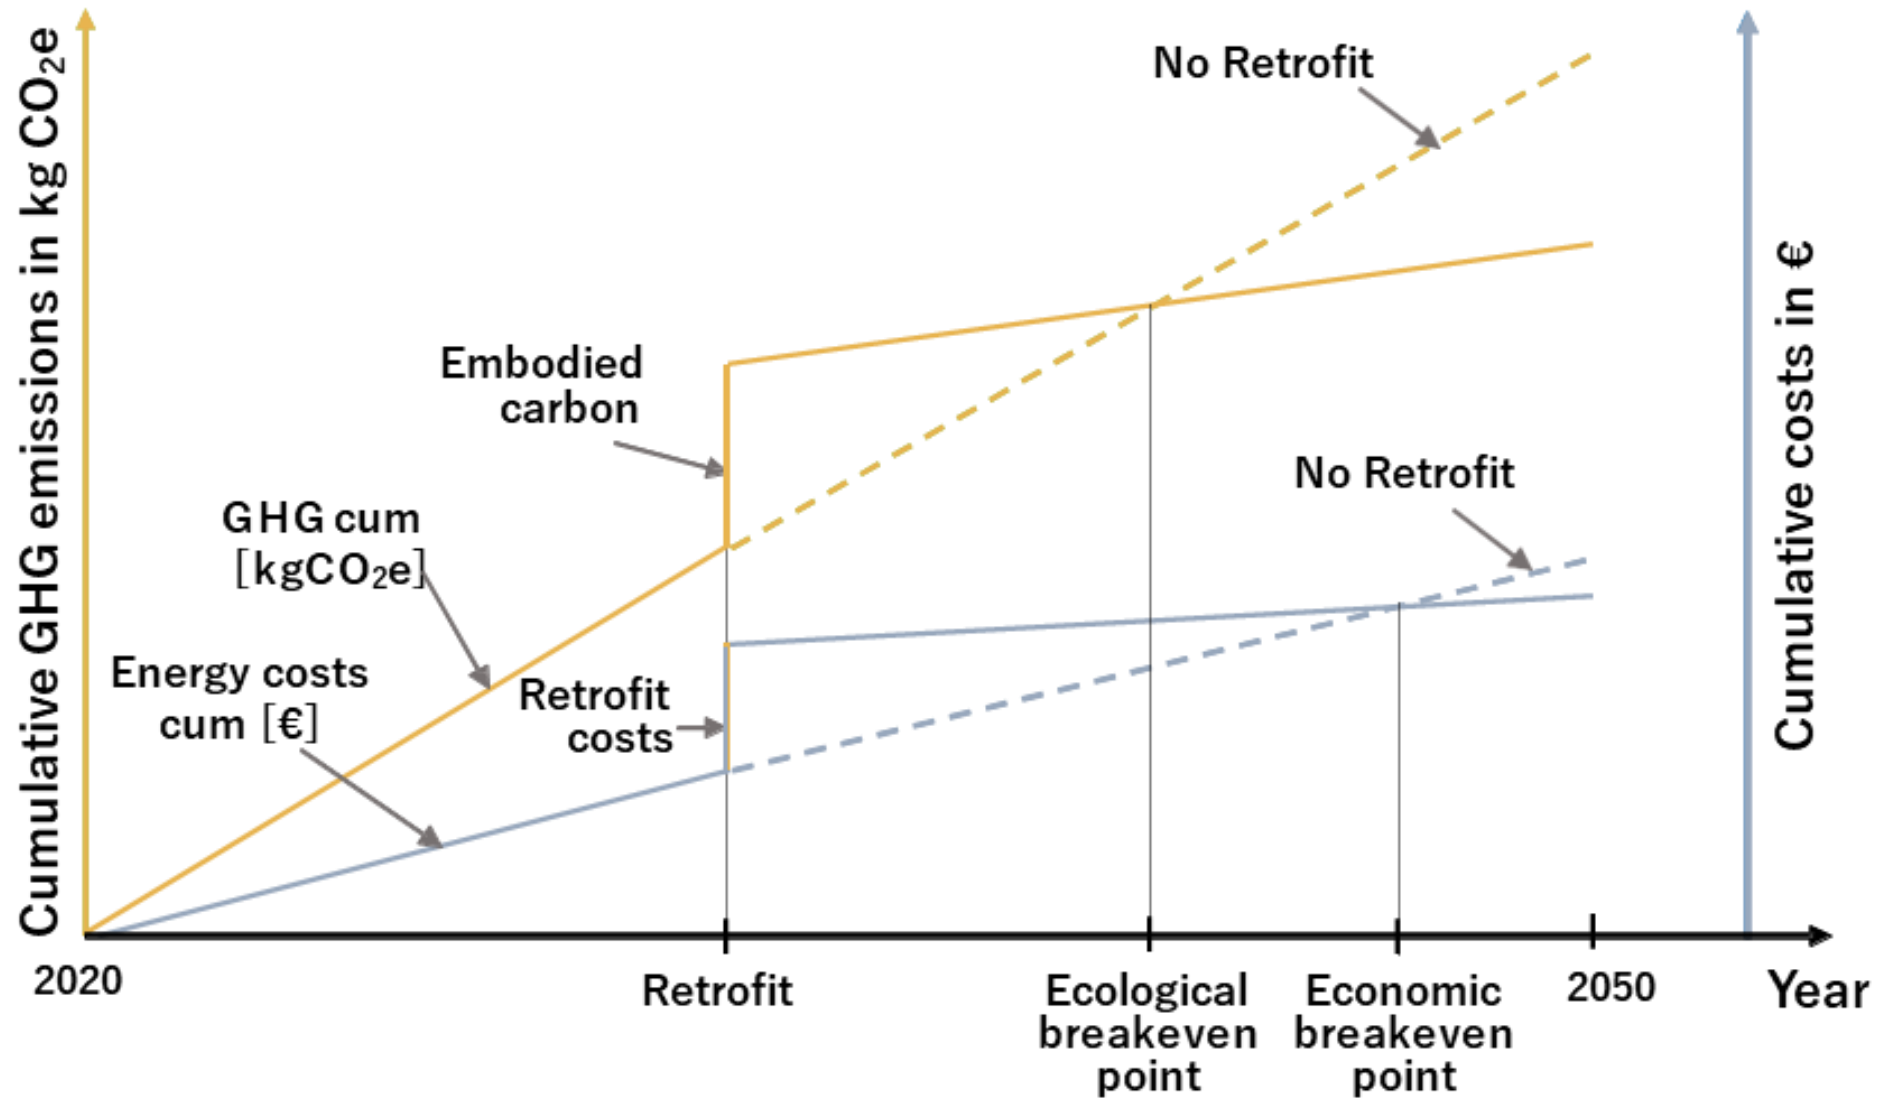 Cumulative GHG emissions in kg CO₂e
No Retrofit
Embodied
carbon
GHG cum
[kgCO₂e]
No Retrofit
Energy costs
cum [€]
Retrofit
costs
Cumulative costs in €
2020
Retrofit
Ecological
breakeven
point
Economic
breakeven
point
2050
Year